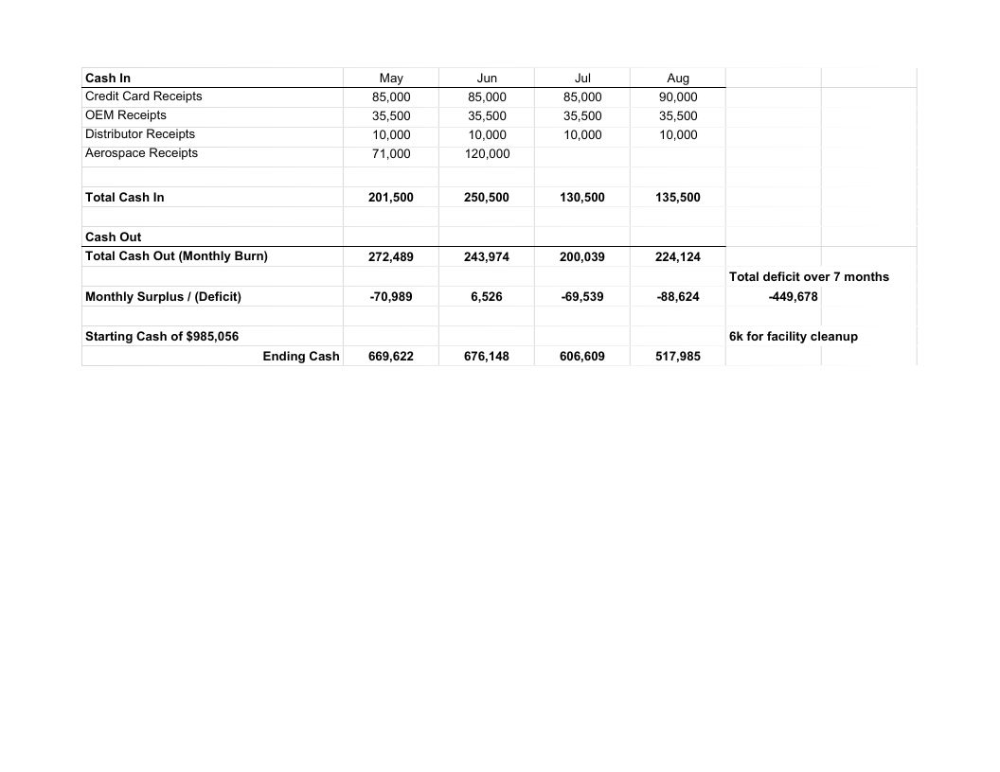 Cash In May Jun Jul Aug
Credit Card Receipts 85,000 85,000 85,000 90,000
OEM Receipts 35,500 35,500 35,500 35,500
Distributor Receipts 10,000 10,000 10,000 10,000
Aerospace Receipts 71,000 120,000
Total Cash In 201,500 250,500 130,500 135,500
Cash Out
Total Cash Out (Monthly Burn) 272,489 243,974 200,039 224,124
Total deficit over 7 months
Monthly Surplus / (Deficit) -70,989 6,526 -69,539 -88,624 -449,678
Starting Cash of $985,056 6k for facility cleanup
Ending Cash 669,622 676,148 606,609 517,985